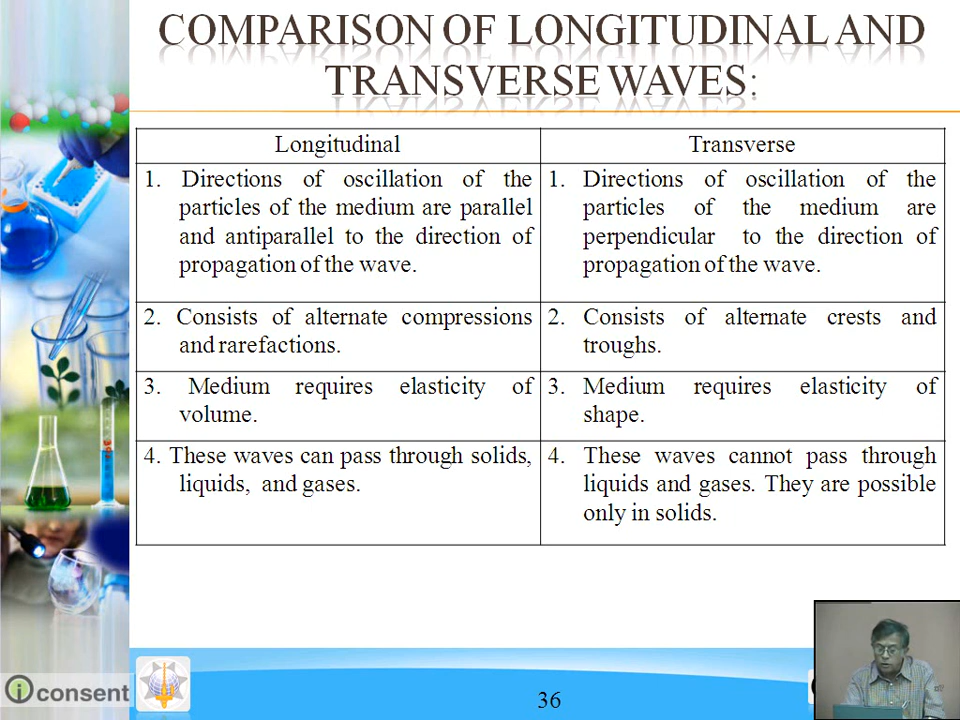 COMPARISON OF LONGITUDINAL AND
TRANSVERSE WAVES:
Longitudinal
Transverse
1. Directions of oscillation of the
particles of the medium are parallel
and antiparallel to the direction of
propagation of the wave.
1. Directions of oscillation of the
particles of the medium are
perpendicular to the direction of
propagation of the wave.
2. Consists of alternate compressions
and rarefactions.
2. Consists of alternate crests and
troughs.
3. Medium requires elasticity of
volume.
3. Medium requires elasticity of
shape.
4. These waves can pass through solids,
liquids, and gases.
4. These waves cannot pass through
liquids and gases. They are possible
only in solids.
i consent
36